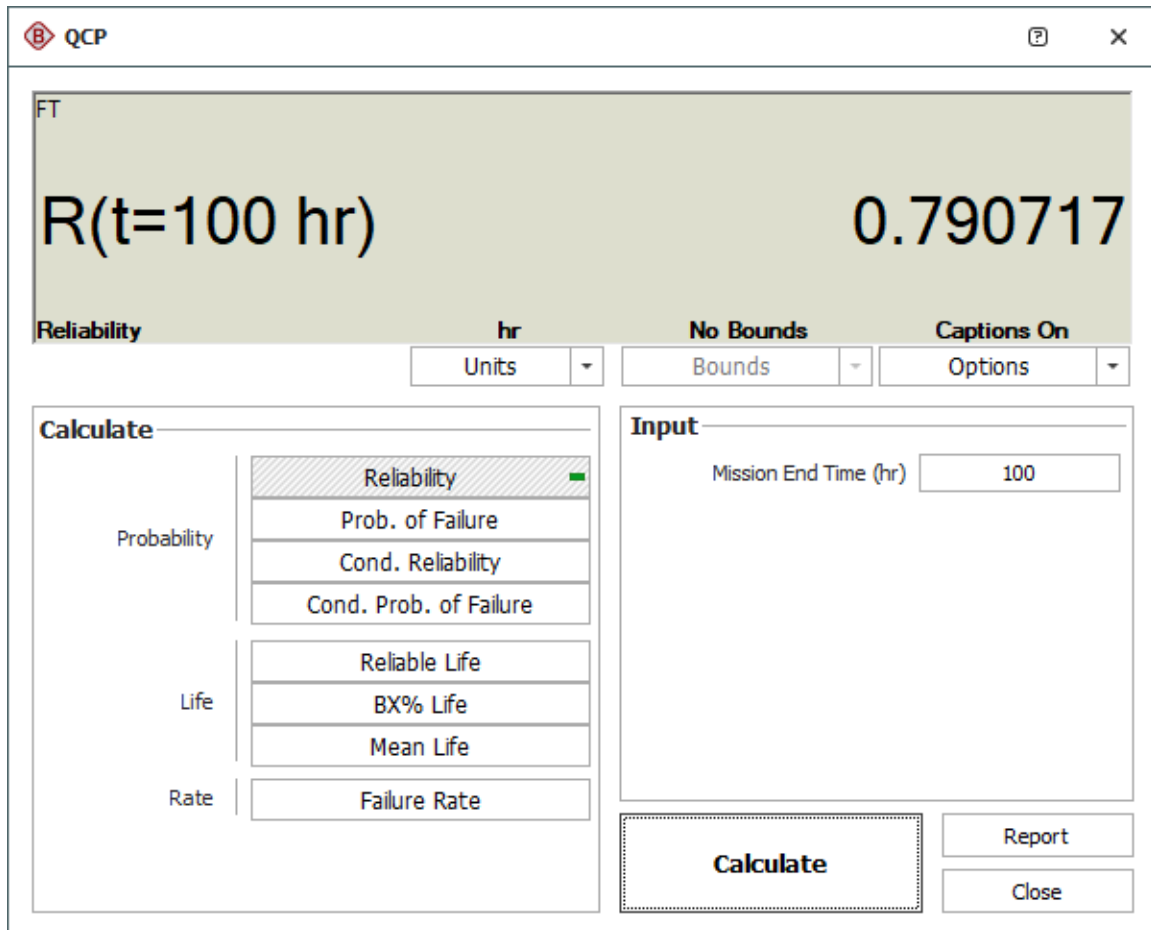 B QCP
FT
R(t=100 hr) 0.790717
Reliability hr No Bounds Captions On
Units Bounds Options
Calculate
Probability
Reliability
Prob. of Failure
Cond. Reliability
Cond. Prob. of Failure
Life
Reliable Life
BX% Life
Mean Life
Rate
Failure Rate
Input
Mission End Time (hr) 100
Calculate
Report
Close